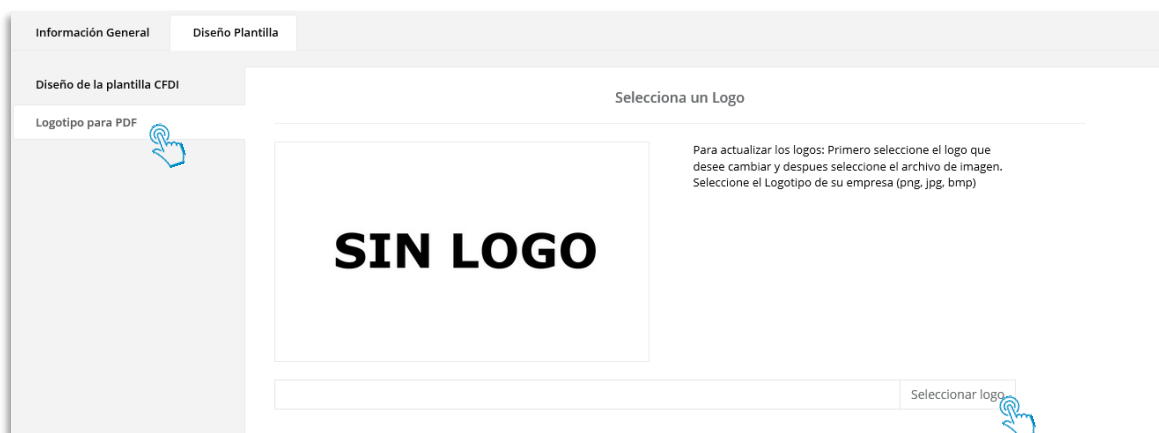 Información General
Diseño Plantilla
Diseño de la plantilla CFDI
Logotipo para PDF
Selecciona un Logo
SIN LOGO
Para actualizar los logos: Primero seleccione el logo que
desee cambiar y despues seleccione el archivo de imagen.
Seleccione el Logotipo de su empresa (png, jpg, bmp)
Seleccionar logo